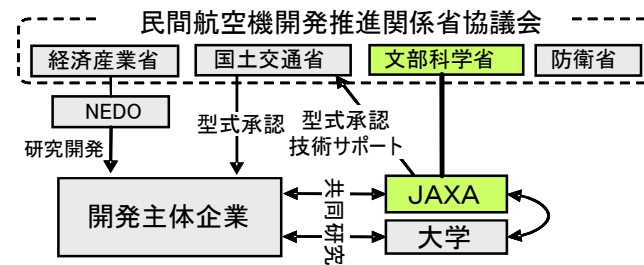 民間航空機開発推進関係省協議会
経済産業省
国土交通省
文部科学省
防衛省
NEDO
型式承認
型式承認
技術サポート
研究開発
開発主体企業
共同研究
JAXA
大学